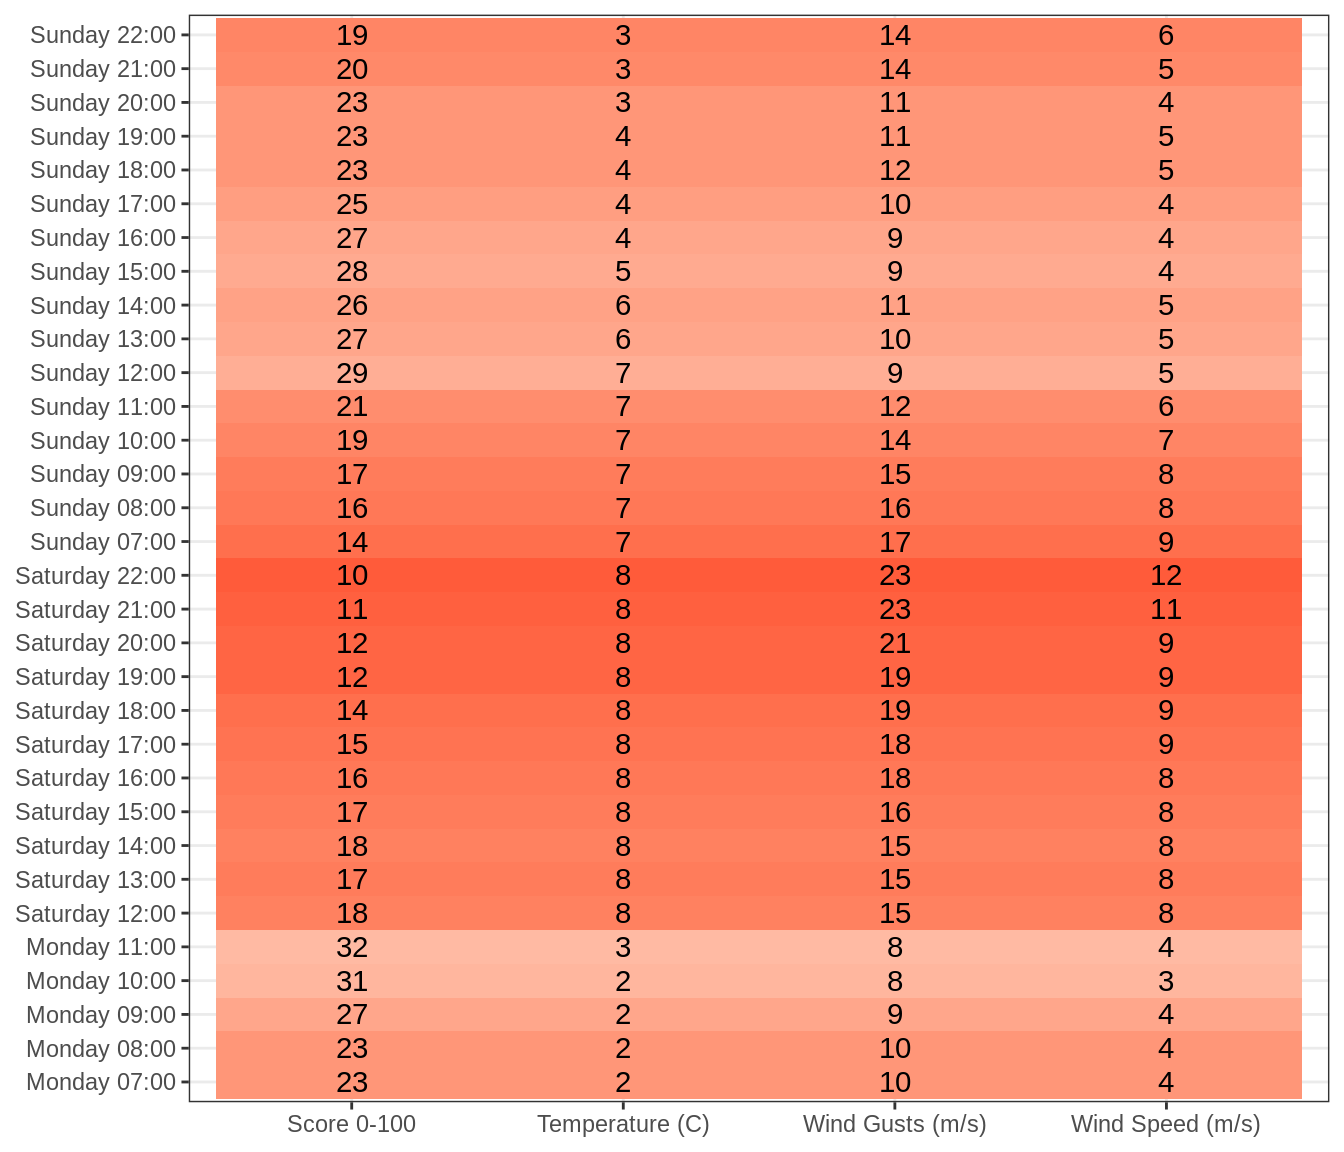 Sunday 22:00 19 3 14 6
Sunday 21:00 20 3 14 5
Sunday 20:00 23 3 11 4
Sunday 19:00 23 4 11 5
Sunday 18:00 23 4 12 5
Sunday 17:00 25 4 10 4
Sunday 16:00 27 4 9 4
Sunday 15:00 28 5 9 4
Sunday 14:00 26 6 11 5
Sunday 13:00 27 6 10 5
Sunday 12:00 29 7 9 5
Sunday 11:00 21 7 12 6
Sunday 10:00 19 7 14 7
Sunday 09:00 17 7 15 8
Sunday 08:00 16 7 16 8
Sunday 07:00 14 7 17 9
Saturday 22:00 10 8 23 12
Saturday 21:00 11 8 23 11
Saturday 20:00 12 8 21 9
Saturday 19:00 12 8 19 9
Saturday 18:00 14 8 19 9
Saturday 17:00 15 8 18 9
Saturday 16:00 16 8 18 8
Saturday 15:00 17 8 16 8
Saturday 14:00 18 8 15 8
Saturday 13:00 17 8 15 8
Saturday 12:00 18 8 15 8
Monday 11:00 32 3 8 4
Monday 10:00 31 2 8 3
Monday 09:00 27 2 9 4
Monday 08:00 23 2 10 4
Monday 07:00 23 2 10 4
Score 0-100 Temperature (C) Wind Gusts (m/s) Wind Speed (m/s)